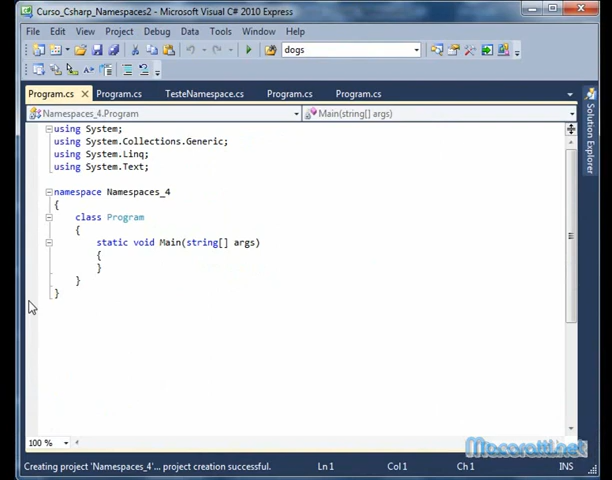 Curso_Csharp_Namespaces2 - Microsoft Visual C# 2010 Express
File Edit View Project Debug Data Tools Window Help
dogs
Program.cs Program.cs TesteNamespace.cs Program.cs Program.cs
Namespaces_4.Program Main(string[] args)
Solution Explorer
using System;
using System.Collections.Generic;
using System.Linq;
using System.Text;
namespace Namespaces_4
{
class Program
{
static void Main(string[] args)
{
}
}
}
100 %
Macoratti.net
Creating project 'Namespaces_4'... project creation successful. Ln 1 Col 1 Ch 1 INS